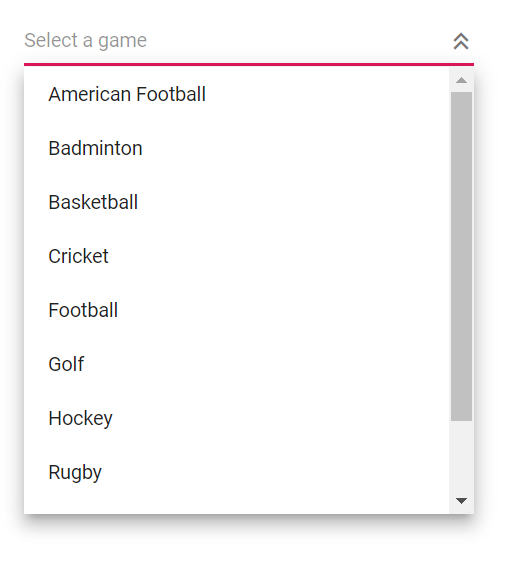 Select a game
American Football
Badminton
Basketball
Cricket
Football
Golf
Hockey
Rugby